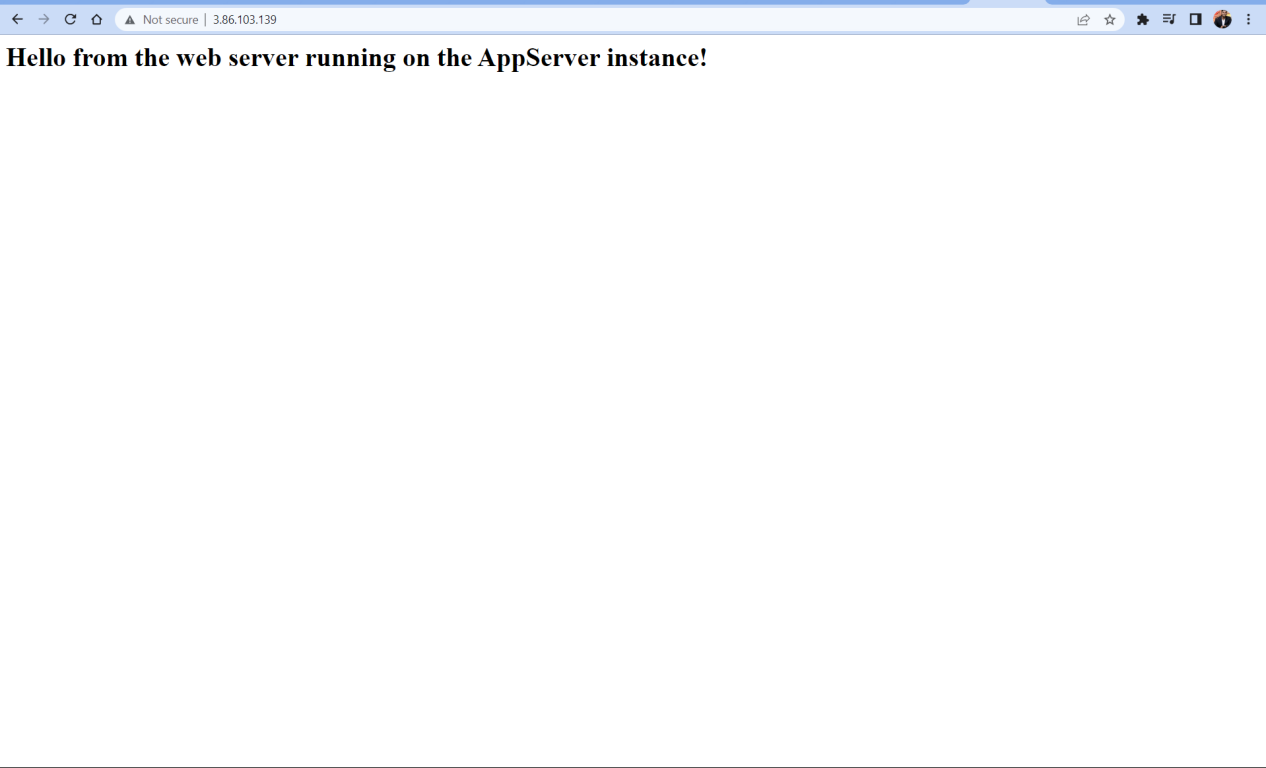 Not secure | 3.86.103.139
Hello from the web server running on the AppServer instance!